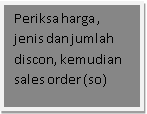 Periksa harga,
jenis dan jumlah
discon, kemudian
sales order (so)